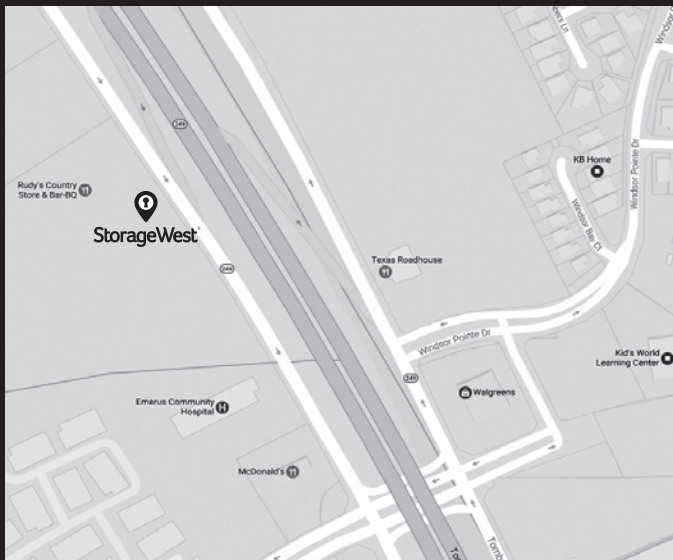 Windsor
KB Home
Windsor Pointe Dr
249
Rudy's Country
Store & Bar-BQ
StorageWest
Windsor Bay Ct
Texas Roadhouse
249
Windsor Pointe Dr
Kid's World
Learning Center
249
Walgreens
Emerus Community
Hospital
H
McDonald's